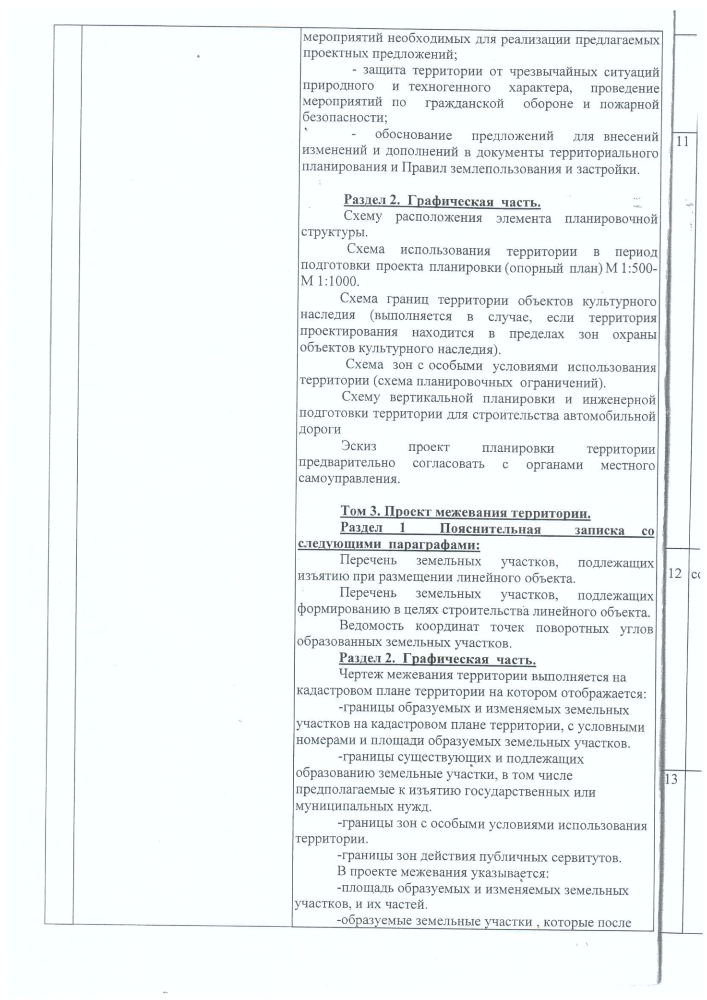 мероприятий необходимых для реализации предлагаемых
проектных предложений;
- защита территории от чрезвычайных ситуаций
природного и техногенного характера, проведение
мероприятий по гражданской обороне и пожарной
безопасности;
- обоснование предложений для внесений
изменений и дополнений в документы территориального
планирования и Правил землепользования и застройки.
Раздел 2. Графическая часть.
Схему расположения элемента планировочной
структуры.
Схема использования территории в период
подготовки проекта планировки (опорный план) М 1:500-
М 1:1000.
Схема границ территории объектов культурного
наследия (выполняется в случае, если территория
проектирования находится в пределах зон охраны
объектов культурного наследия).
Схема зон с особыми условиями использования
территории (схема планировочных ограничений).
Схему вертикальной планировки и инженерной
подготовки территории для строительства автомобильной
дороги
Эскиз проект планировки территории
предварительно согласовать с органами местного
самоуправления.
Том 3. Проект межевания территории.
Раздел 1 Пояснительная записка со
следующими параграфами:
Перечень земельных участков, подлежащих
изъятию при размещении линейного объекта.
Перечень земельных участков, подлежащих
формированию в целях строительства линейного объекта.
Ведомость координат точек поворотных углов
образованных земельных участков.
Раздел 2. Графическая часть.
Чертеж межевания территории выполняется на
кадастровом плане территории на котором отображается:
-границы образуемых и изменяемых земельных
участков на кадастровом плане территории, с условными
номерами и площади образуемых земельных участков.
-границы существующих и подлежащих
образованию земельные участки, в том числе
предполагаемые к изъятию государственных или
муниципальных нужд.
-границы зон с особыми условиями использования
территории.
-границы зон действия публичных сервитутов.
В проекте межевания указывается:
-площадь образуемых и изменяемых земельных
участков, и их частей.
-образуемые земельные участки , которые после
11
12
13